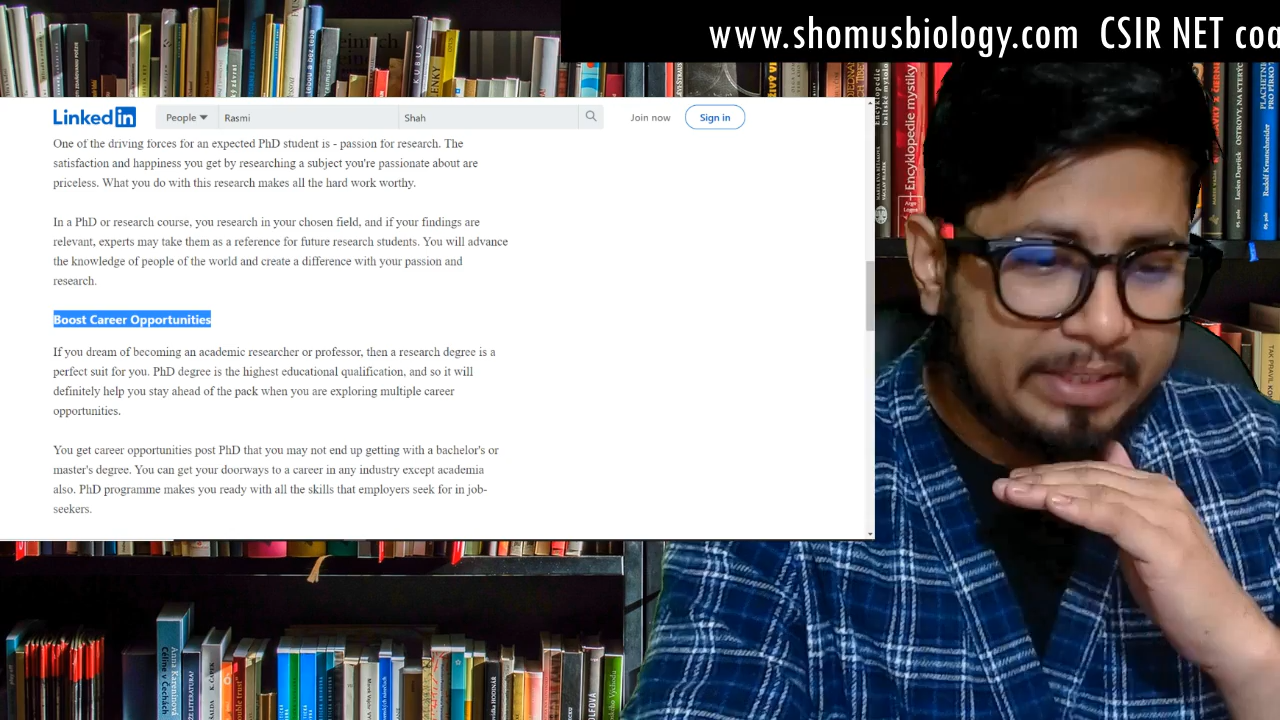 www.shomusbiology.com CSIR NET
Linked in
People
Rasmi
Shah
Join now
Sign in
One of the driving forces for an expected PhD student is - passion for research. The
satisfaction and happiness you get by researching a subject you're passionate about are
priceless. What you do with this research makes all the hard work worthy.
In a PhD or research course, you research in your chosen field, and if your findings are
relevant, experts may take them as a reference for future research students. You will advance
the knowledge of people of the world and create a difference with your passion and
research.
Boost Career Opportunities
If you dream of becoming an academic researcher or professor, then a research degree is a
perfect suit for you. PhD degree is the highest educational qualification, and so it will
definitely help you stay ahead of the pack when you are exploring multiple career
opportunities.
You get career opportunities post PhD that you may not end up getting with a bachelor's or
master's degree. You can get your doorways to a career in any industry except academia
also. PhD programme makes you ready with all the skills that employers seek for in job-
seekers.
Encyklopedie mystiky
Rudolf Krautschneider